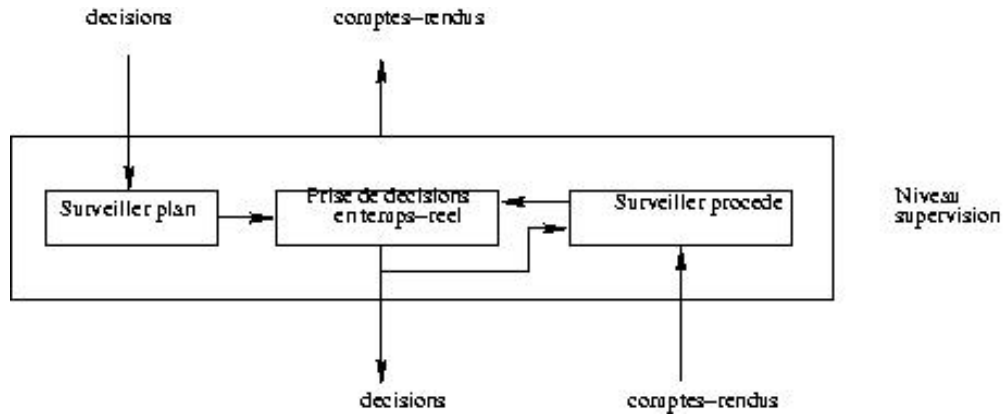 decisions
comptes-rendus
Surveiller plan
Prise de decisions
en temps-reel
Surveiller procede
Niveau
supervision
decisions
comptes-rendus